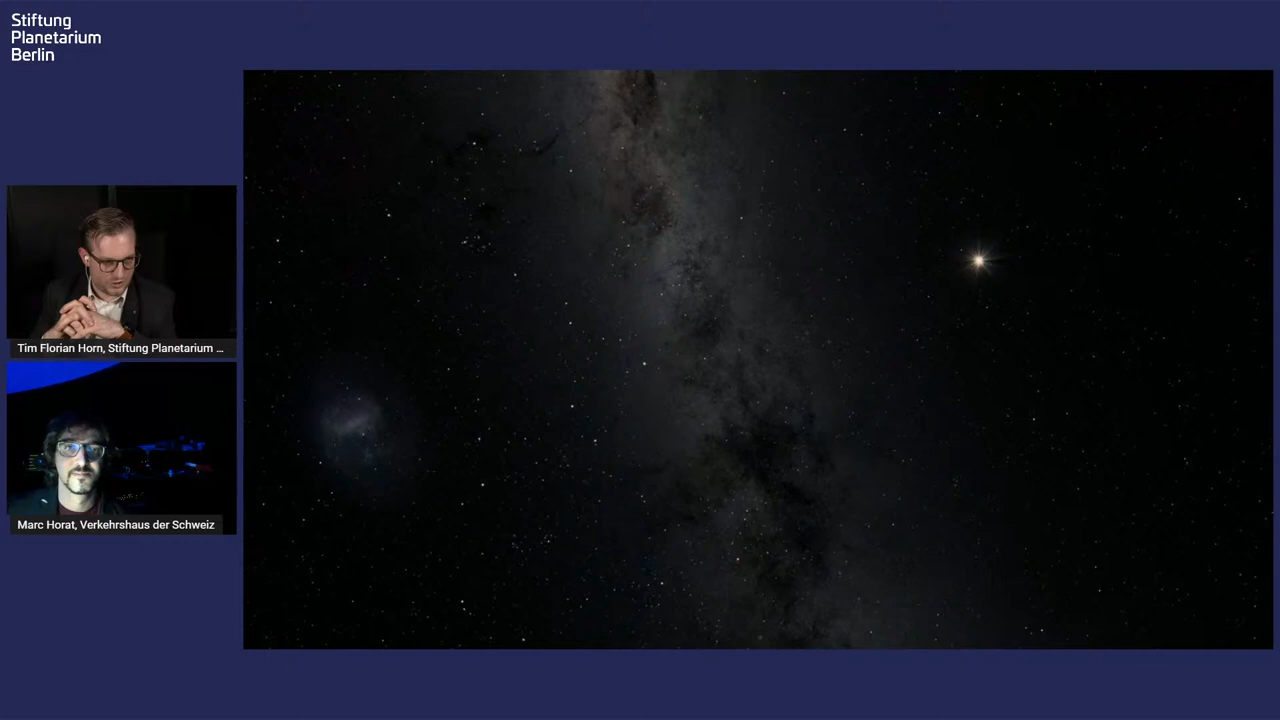 Stiftung
Planetarium
Berlin
Tim Florian Horn, Stiftung Planetarium ...
Marc Horat, Verkehrshaus der Schweiz